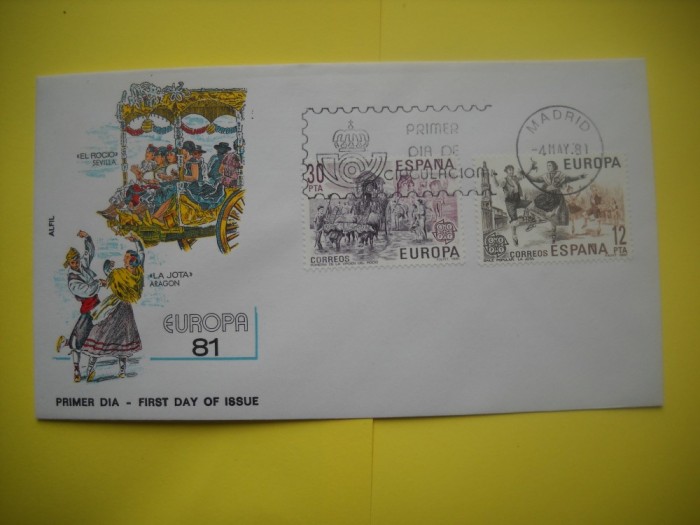 «EL ROCIO»
SEVILLA
ALFIL
«LA JOTA»
ARAGON
EUROPA
81
PRIMER DIA - FIRST DAY OF ISSUE
PRIMER
DIA DE
CIRCULACION
MADRID
-4 MAY. 81
30
PTA
ESPAÑA
CORREOS
EUROPA
EUROPA
CORREOS
ESPAÑA
12
PTA